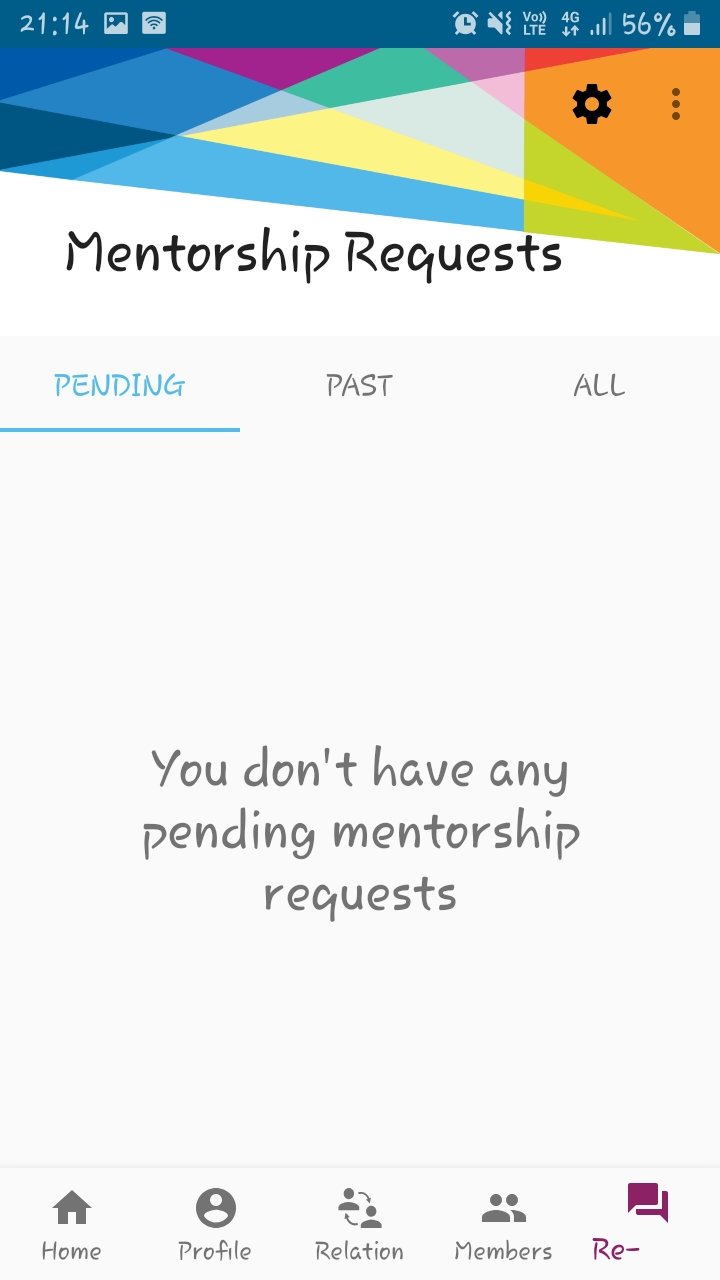 21:14 Vo)) LTE 4G 56%
Mentorship Requests
PENDING PAST ALL
You don't have any
pending mentorship
requests
Home Profile Relation Members Re-